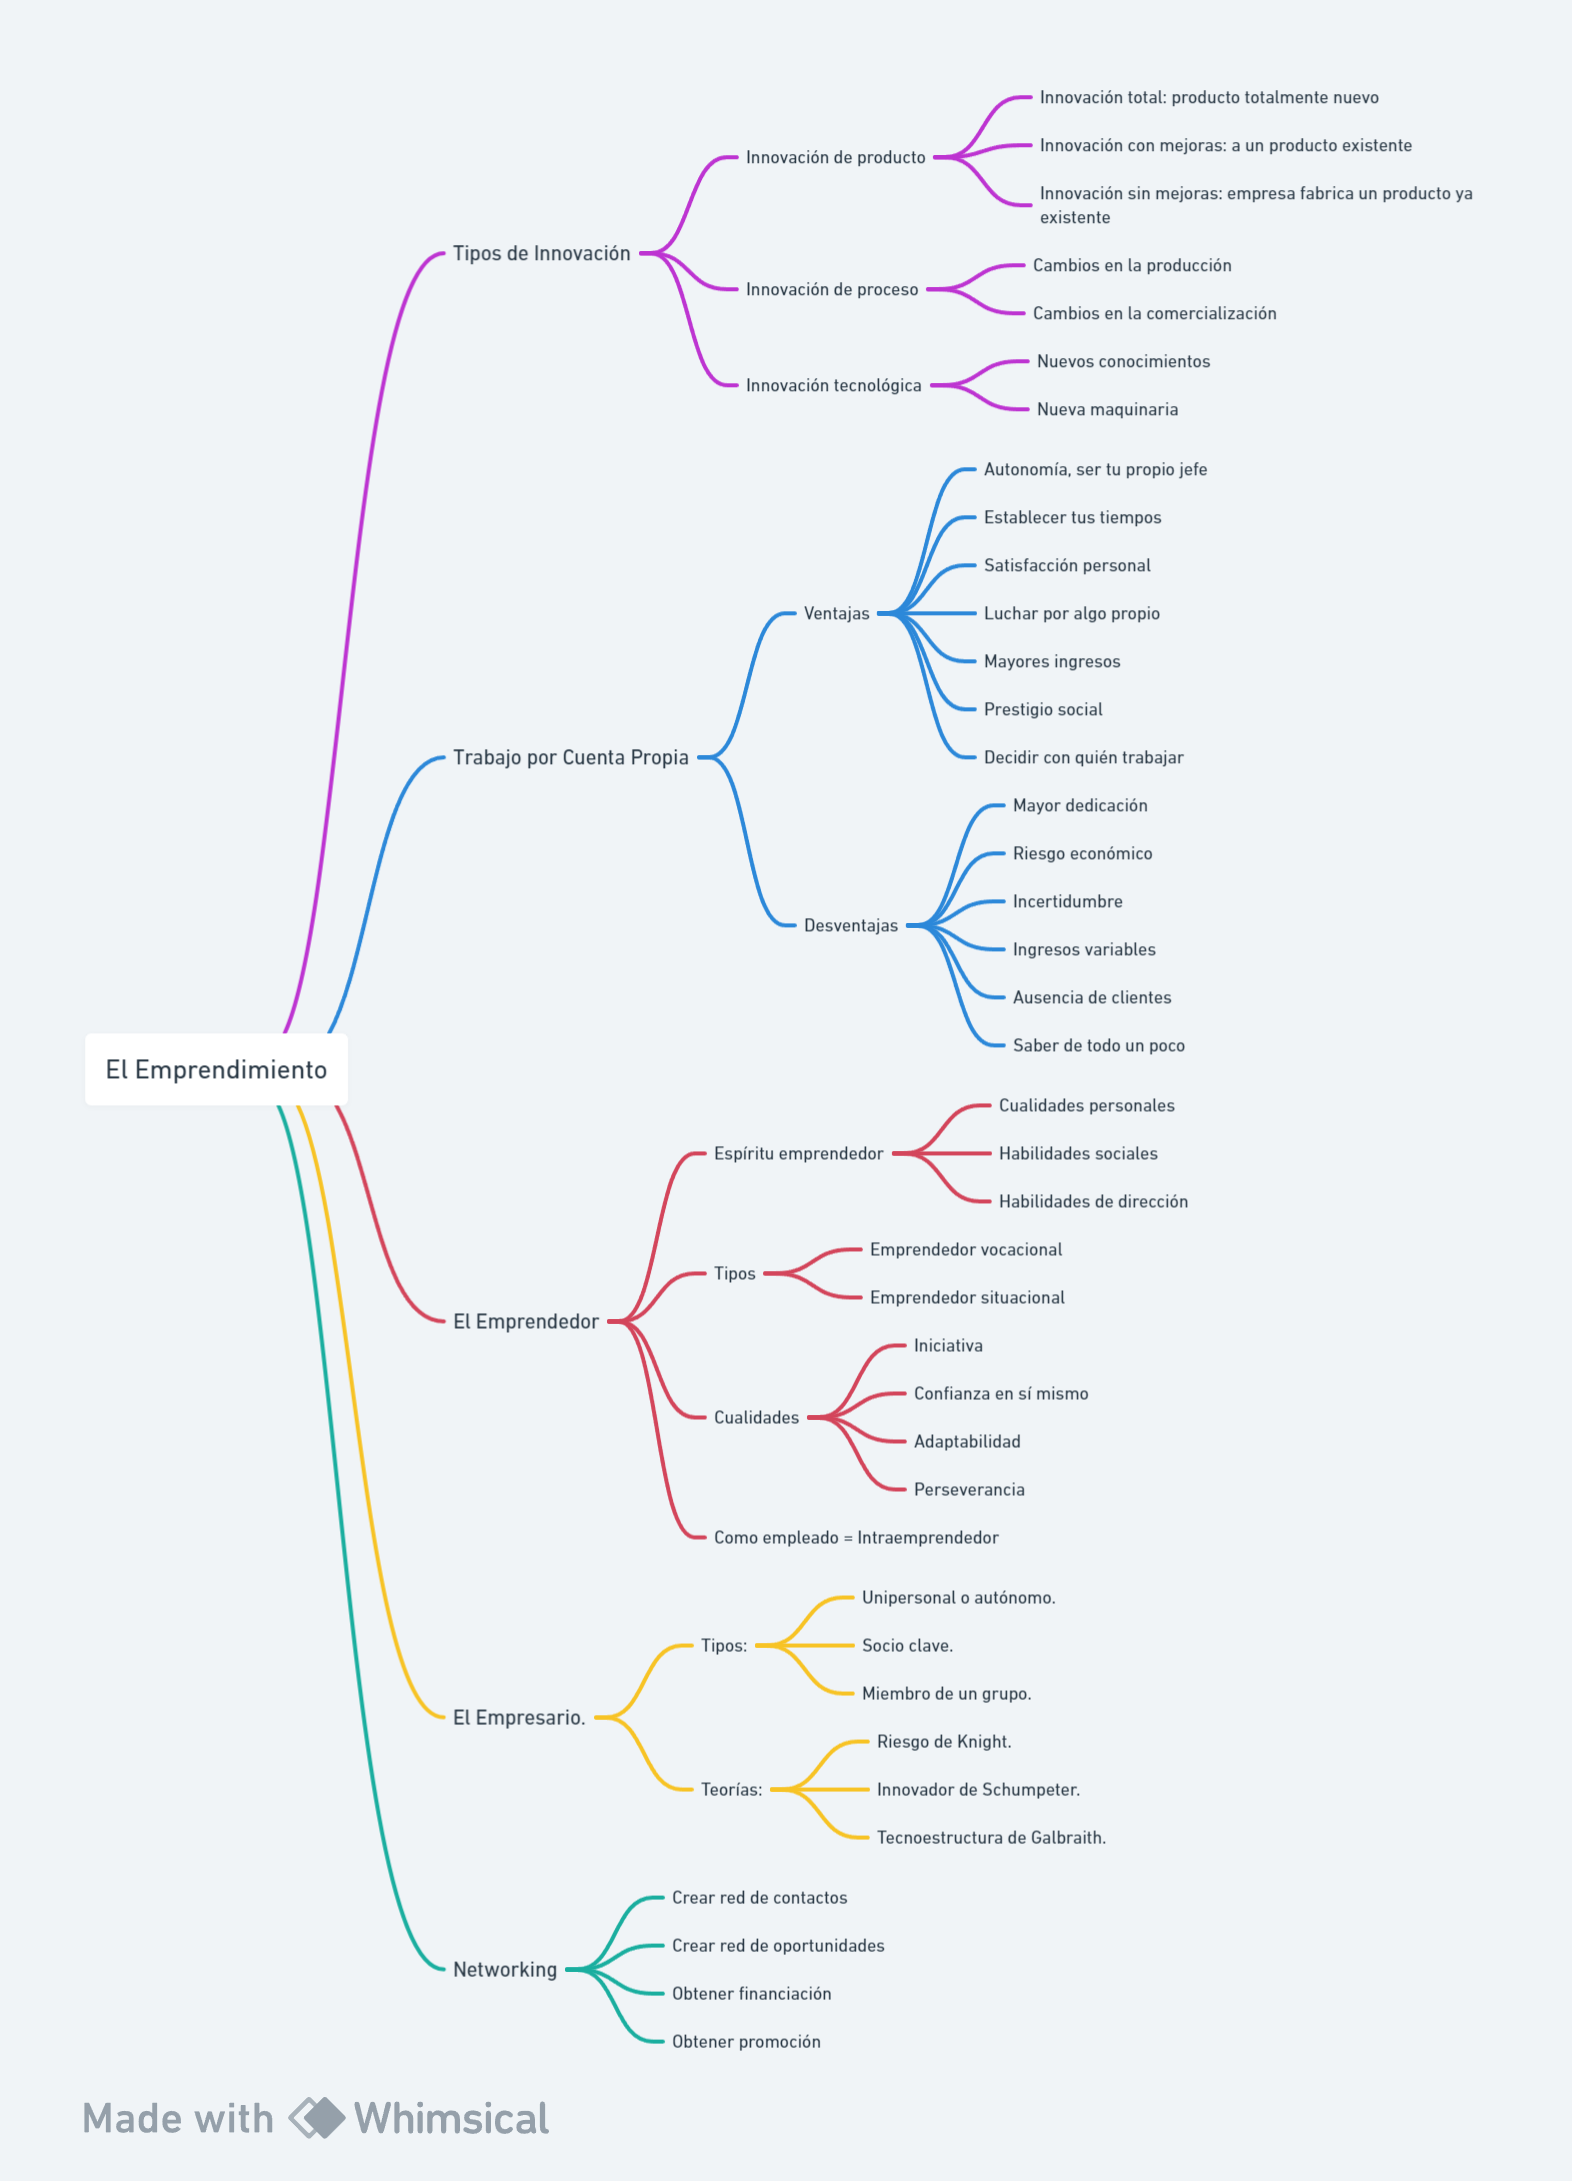 El Emprendimiento
Tipos de Innovación
Innovación de producto
Innovación total: producto totalmente nuevo
Innovación con mejoras: a un producto existente
Innovación sin mejoras: empresa fabrica un producto ya
existente
Innovación de proceso
Cambios en la producción
Cambios en la comercialización
Innovación tecnológica
Nuevos conocimientos
Nueva maquinaria
Trabajo por Cuenta Propia
Ventajas
Autonomía, ser tu propio jefe
Establecer tus tiempos
Satisfacción personal
Luchar por algo propio
Mayores ingresos
Prestigio social
Decidir con quién trabajar
Desventajas
Mayor dedicación
Riesgo económico
Incertidumbre
Ingresos variables
Ausencia de clientes
Saber de todo un poco
El Emprendedor
Espíritu emprendedor
Cualidades personales
Habilidades sociales
Habilidades de dirección
Tipos
Emprendedor vocacional
Emprendedor situacional
Cualidades
Iniciativa
Confianza en sí mismo
Adaptabilidad
Perseverancia
Como empleado = Intraemprendedor
El Empresario.
Tipos:
Unipersonal o autónomo.
Socio clave.
Miembro de un grupo.
Teorías:
Riesgo de Knight.
Innovador de Schumpeter.
Tecnoestructura de Galbraith.
Networking
Crear red de contactos
Crear red de oportunidades
Obtener financiación
Obtener promoción
Made with Whimsical